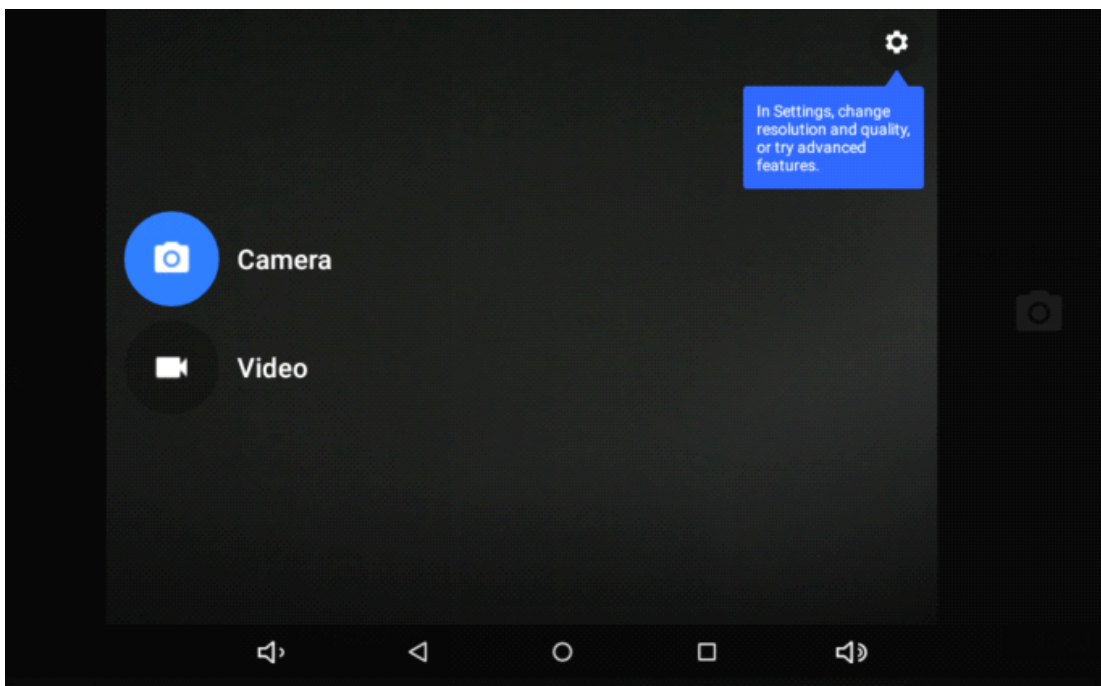 In Settings, change
resolution and quality,
or try advanced
features.
Camera
Video